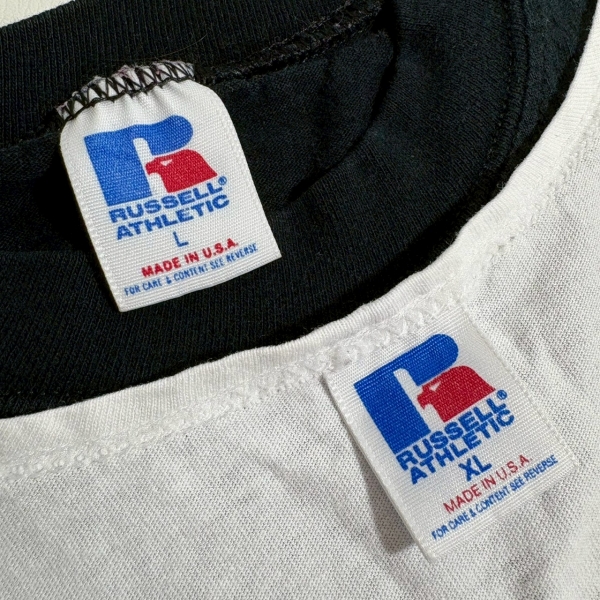 RUSSELL®
ATHLETIC
L
MADE IN U.S.A.
FOR CARE & CONTENT SEE REVERSE
RUSSELL®
ATHLETIC
XL
MADE IN U.S.A.
FOR CARE & CONTENT SEE REVERSE